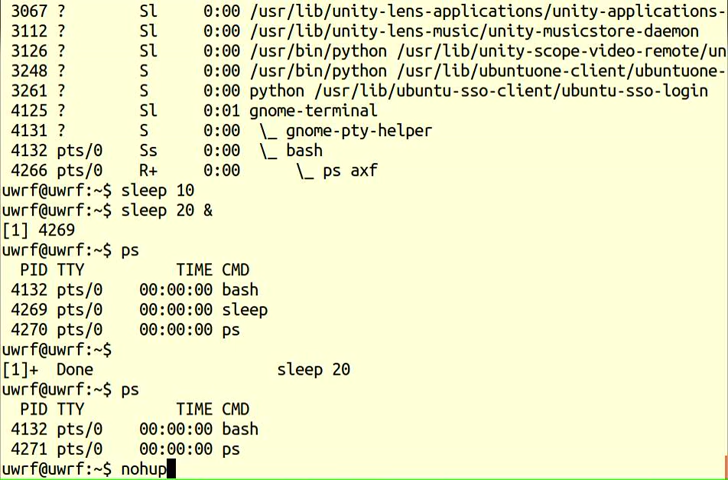 3067 ?        Sl     0:00 /usr/lib/unity-lens-applications/unity-applications-
3112 ?        Sl     0:00 /usr/lib/unity-lens-music/unity-musicstore-daemon
3126 ?        Sl     0:00 /usr/bin/python /usr/lib/unity-scope-video-remote/un
3248 ?        S      0:00 /usr/bin/python /usr/lib/ubuntuone-client/ubuntuone-
3261 ?        S      0:00 python /usr/lib/ubuntu-sso-client/ubuntu-sso-login
4125 ?        Sl     0:01 gnome-terminal
4131 ?        S      0:00  \_ gnome-pty-helper
4132 pts/0    Ss     0:00  \_ bash
4266 pts/0    R+     0:00      \_ ps axf
uwrf@uwrf:~$ sleep 10
uwrf@uwrf:~$ sleep 20 &
[1] 4269
uwrf@uwrf:~$ ps
  PID TTY          TIME CMD
 4132 pts/0    00:00:00 bash
 4269 pts/0    00:00:00 sleep
 4270 pts/0    00:00:00 ps
uwrf@uwrf:~$
[1]+  Done                    sleep 20
uwrf@uwrf:~$ ps
  PID TTY          TIME CMD
 4132 pts/0    00:00:00 bash
 4271 pts/0    00:00:00 ps
uwrf@uwrf:~$ nohup